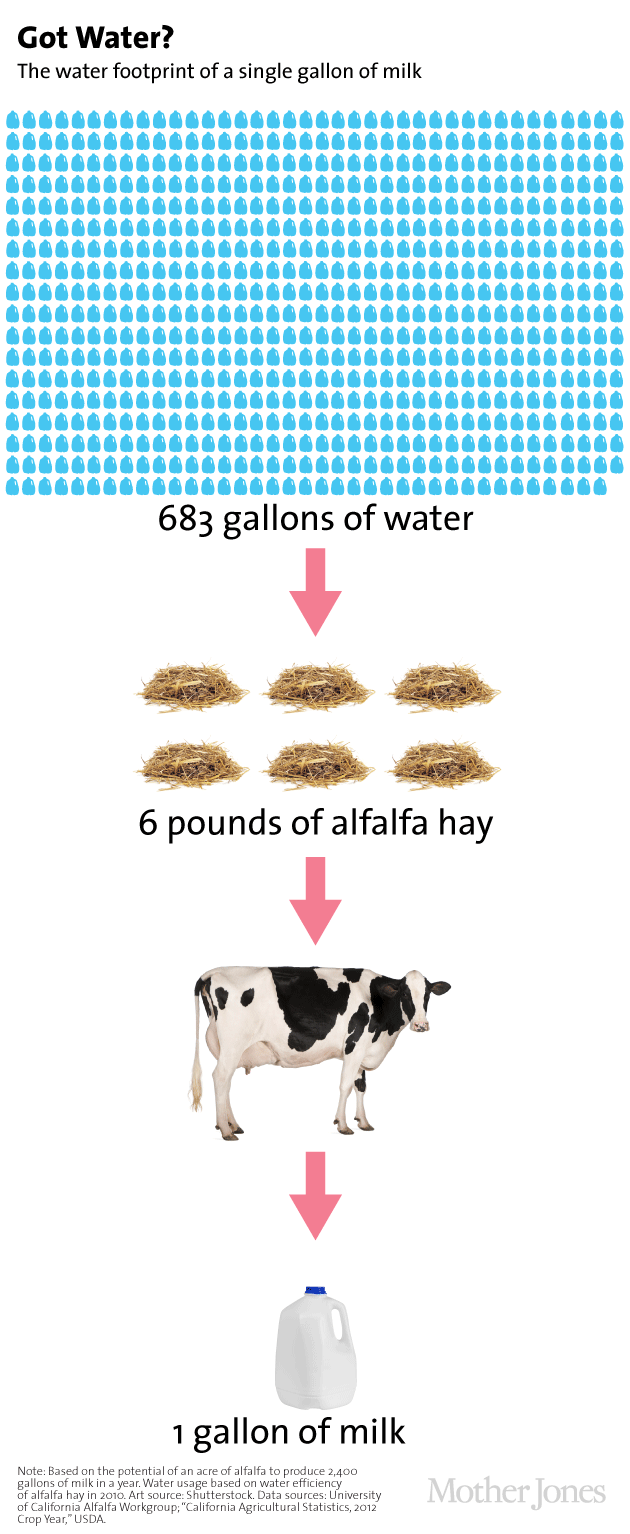 Got Water?
The water footprint of a single gallon of milk
683 gallons of water
6 pounds of alfalfa hay
1 gallon of milk
Note: Based on the potential of an acre of alfalfa to produce 2,400
gallons of milk in a year. Water usage based on water efficiency
of alfalfa hay in 2010. Art source: Shutterstock. Data sources: University
of California Alfalfa Workgroup; “California Agricultural Statistics, 2012
Crop Year,” USDA.
Mother Jones